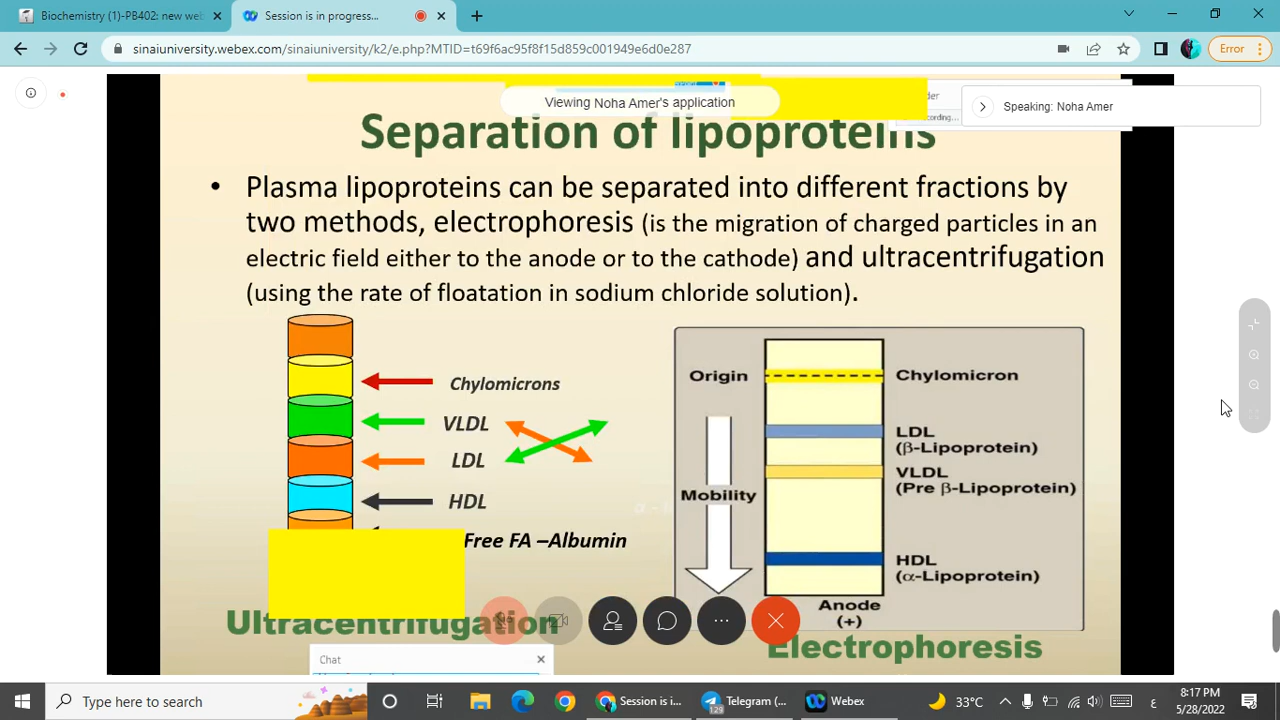 Biochemistry (1)-PB402: new web
Session is in progress...
sinaiuniversity.webex.com/sinaiuniversity/k2/e.php?MTID=t69f6ac95f8f15d859c001949e6d0e287
Error
Viewing Noha Amer's application
Speaking: Noha Amer
Separation of lipoproteins
• Plasma lipoproteins can be separated into different fractions by
two methods, electrophoresis (is the migration of charged particles in an
electric field either to the anode or to the cathode) and ultracentrifugation
(using the rate of floatation in sodium chloride solution).
Chylomicrons
VLDL
LDL
HDL
Free FA –Albumin
Ultracentrifugation
Origin
Mobility
Chylomicron
LDL
(β-Lipoprotein)
VLDL
(Pre β-Lipoprotein)
HDL
(α-Lipoprotein)
Anode
(+)
Electrophoresis
Chat
Type here to search
Session is i...
Telegram (...
129
Webex
33°C
ع
8:17 PM
5/28/2022